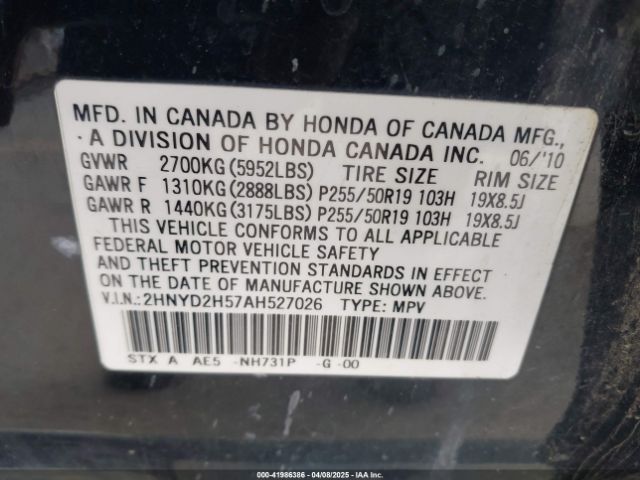 MFD. IN CANADA BY HONDA OF CANADA MFG.,
A DIVISION OF HONDA CANADA INC. 06/'10
GVWR 2700KG(5952LBS) TIRE SIZE RIM SIZE
GAWR F 1310KG(2888LBS) P255/50R19 103H 19X8.5J
GAWR R 1440KG(3175LBS) P255/50R19 103H 19X8.5J
THIS VEHICLE CONFORMS TO ALL APPLICABLE
FEDERAL MOTOR VEHICLE SAFETY
AND THEFT PREVENTION STANDARDS IN EFFECT
ON THE DATE OF MANUFACTURE SHOWN ABOVE.
V.I.N.:2HNYD2H57AH527026 TYPE: MPV
STX A AE5 -NH731P -G -00
000-41986386 | 04/08/2025 | IAAI.COM